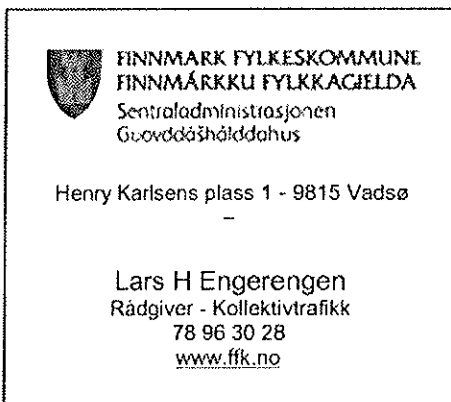 FINNMARK FYLKESKOMMUNE
FINNMÁRKKU FYLKKAGIELDA
Sentraladministrasjonen
Guovddášhálddahus
Henry Karlsens plass 1 - 9815 Vadsø
–
Lars H Engerengen
Rådgiver - Kollektivtrafikk
78 96 30 28
www.ffk.no